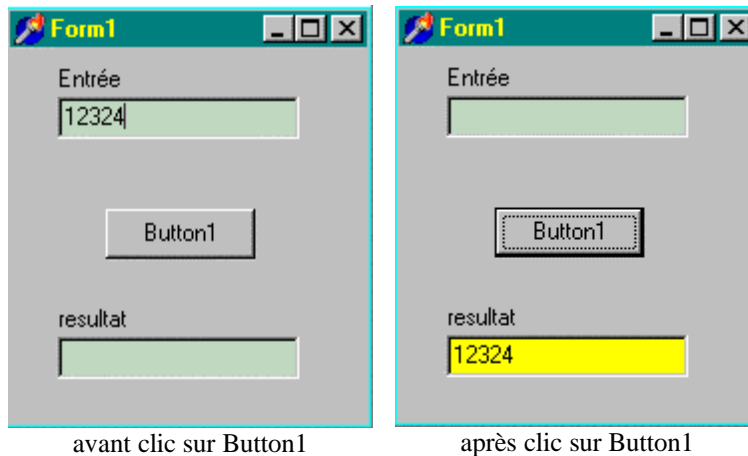 Form1
Entrée
12324
Button1
resultat
avant clic sur Button1
Form1
Entrée
Button1
resultat
12324
après clic sur Button1